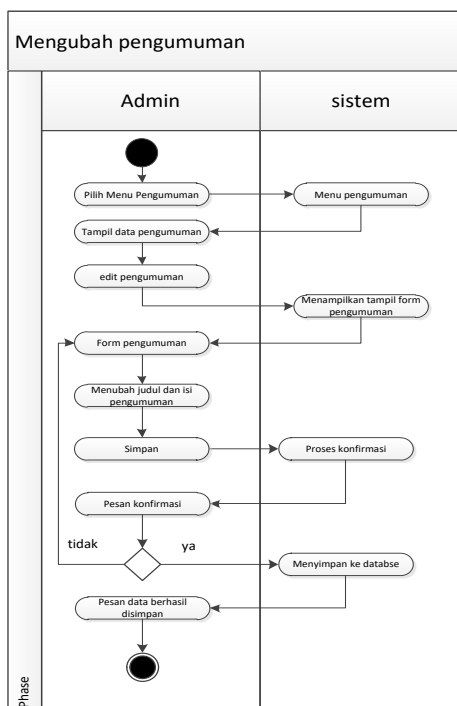 Mengubah pengumuman
Admin
sistem
Pilih Menu Pengumuman
Menu pengumuman
Tampil data pengumuman
edit pengumuman
Menampilkan tampil form
pengumuman
Form pengumuman
Menubah judul dan isi
pengumuman
Simpan
Proses konfirmasi
Pesan konfirmasi
tidak
ya
Menyimpan ke databse
Pesan data berhasil
disimpan
Phase